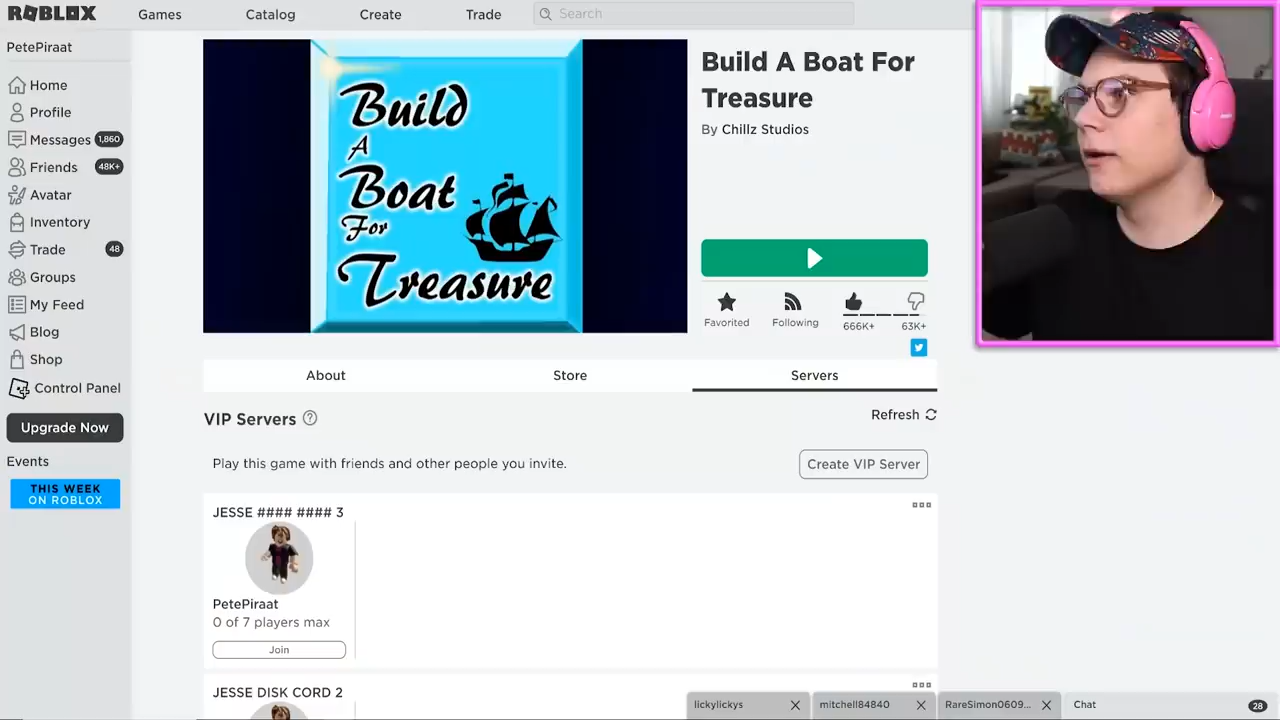 ROBLOX
Games
Catalog
Create
Trade
Search
PetePiraat
Home
Profile
Messages 1,860
Friends 48K+
Avatar
Inventory
Trade 48
Groups
My Feed
Blog
Shop
Control Panel
Upgrade Now
Events
THIS WEEK
ON ROBLOX
Build
A
Boat
For
Treasure
Build A Boat For
Treasure
By Chillz Studios
Favorited
Following
666K+
63K+
About
Store
Servers
VIP Servers ?
Refresh
Play this game with friends and other people you invite.
Create VIP Server
JESSE #### #### 3
PetePiraat
0 of 7 players max
Join
JESSE DISK CORD 2
lickylickys
mitchell84840
RareSimon0609...
Chat
28